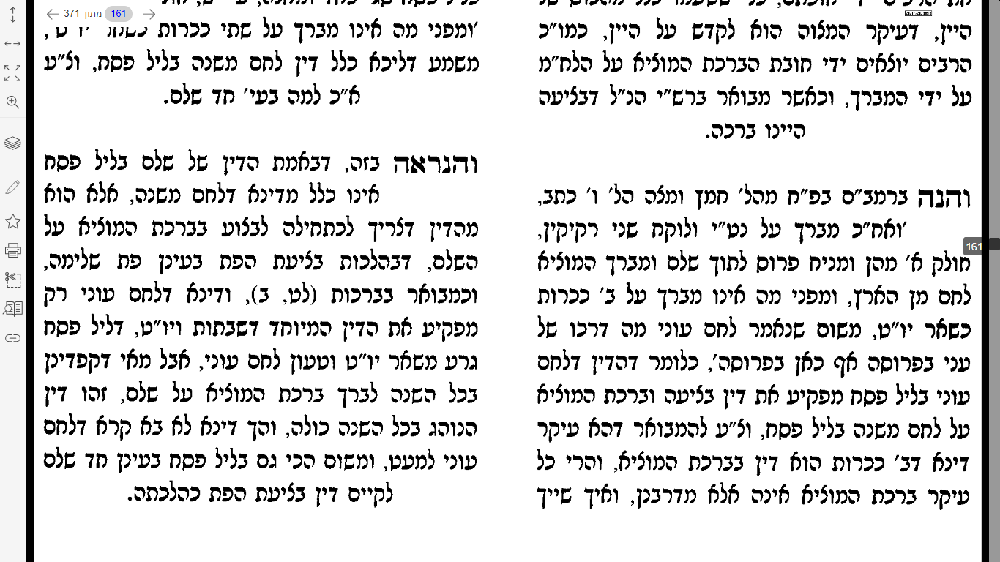 161 מתוך 371
היין, דעיקר המצוה הוא לקדש על היין, כמו״כ
הרבים יוצאים ידי חובת הברכת המוציא על הלח״מ
על ידי המברך, וכאשר מבואר ברש״י הנ״ל דבציעה
היינו ברכה.
והנה ברמב״ם בפ״ח מהל׳ חמץ ומצה הל׳ ו׳ כתב,
׳ואח״כ מברך על נט״י ולוקח שני רקיקין,
חולק א׳ מהן ומניח פרוס לתוך שלם ומברך המוציא
לחם מן הארץ, ומפני מה אינו מברך על ב׳ ככרות
כשאר יו״ט, משום שנאמר לחם עוני מה דרכו של
עני בפרוסה אף כאן בפרוסה׳, כלומר דהדין דלחם
עוני בליל פסח מפקיע את דין בציעה וברכת המוציא
על לחם משנה בליל פסח, וצ״ע להמבואר דהא עיקר
דינא דב׳ ככרות הוא דין בברכת המוציא, והרי כל
עיקר ברכת המוציא אינה אלא מדרבנן, ואיך שייך
׳ומפני מה אינו מברך על שתי ככרות
משמע דליכא כלל דין לחם משנה בליל פסח, וצ״ע
א״כ למה בעי׳ חד שלם.
והנראה בזה, דבאמת הדין של שלם בליל פסח
אינו כלל מדינא דלחם משנה, אלא הוא
מהדין דצריך לכתחילה לבצוע בברכת המוציא על
השלם, דבהלכות בציעת הפת בעינן פת שלימה,
וכמבואר בברכות (לט, ב), ודינא דלחם עוני רק
מפקיע את הדין המיוחד דשבתות ויו״ט, דליל פסח
גרע משאר יו״ט וטעון לחם עוני, אבל מאי דקפדינן
בכל השנה לברך ברכת המוציא על שלם, זהו דין
הנוהג בכל השנה כולה, והך דינא לא בא קרא דלחם
עוני למעט, ומשום הכי גם בליל פסח בעינן חד שלם
לקיים דין בציעת הפת כהלכתה.
161